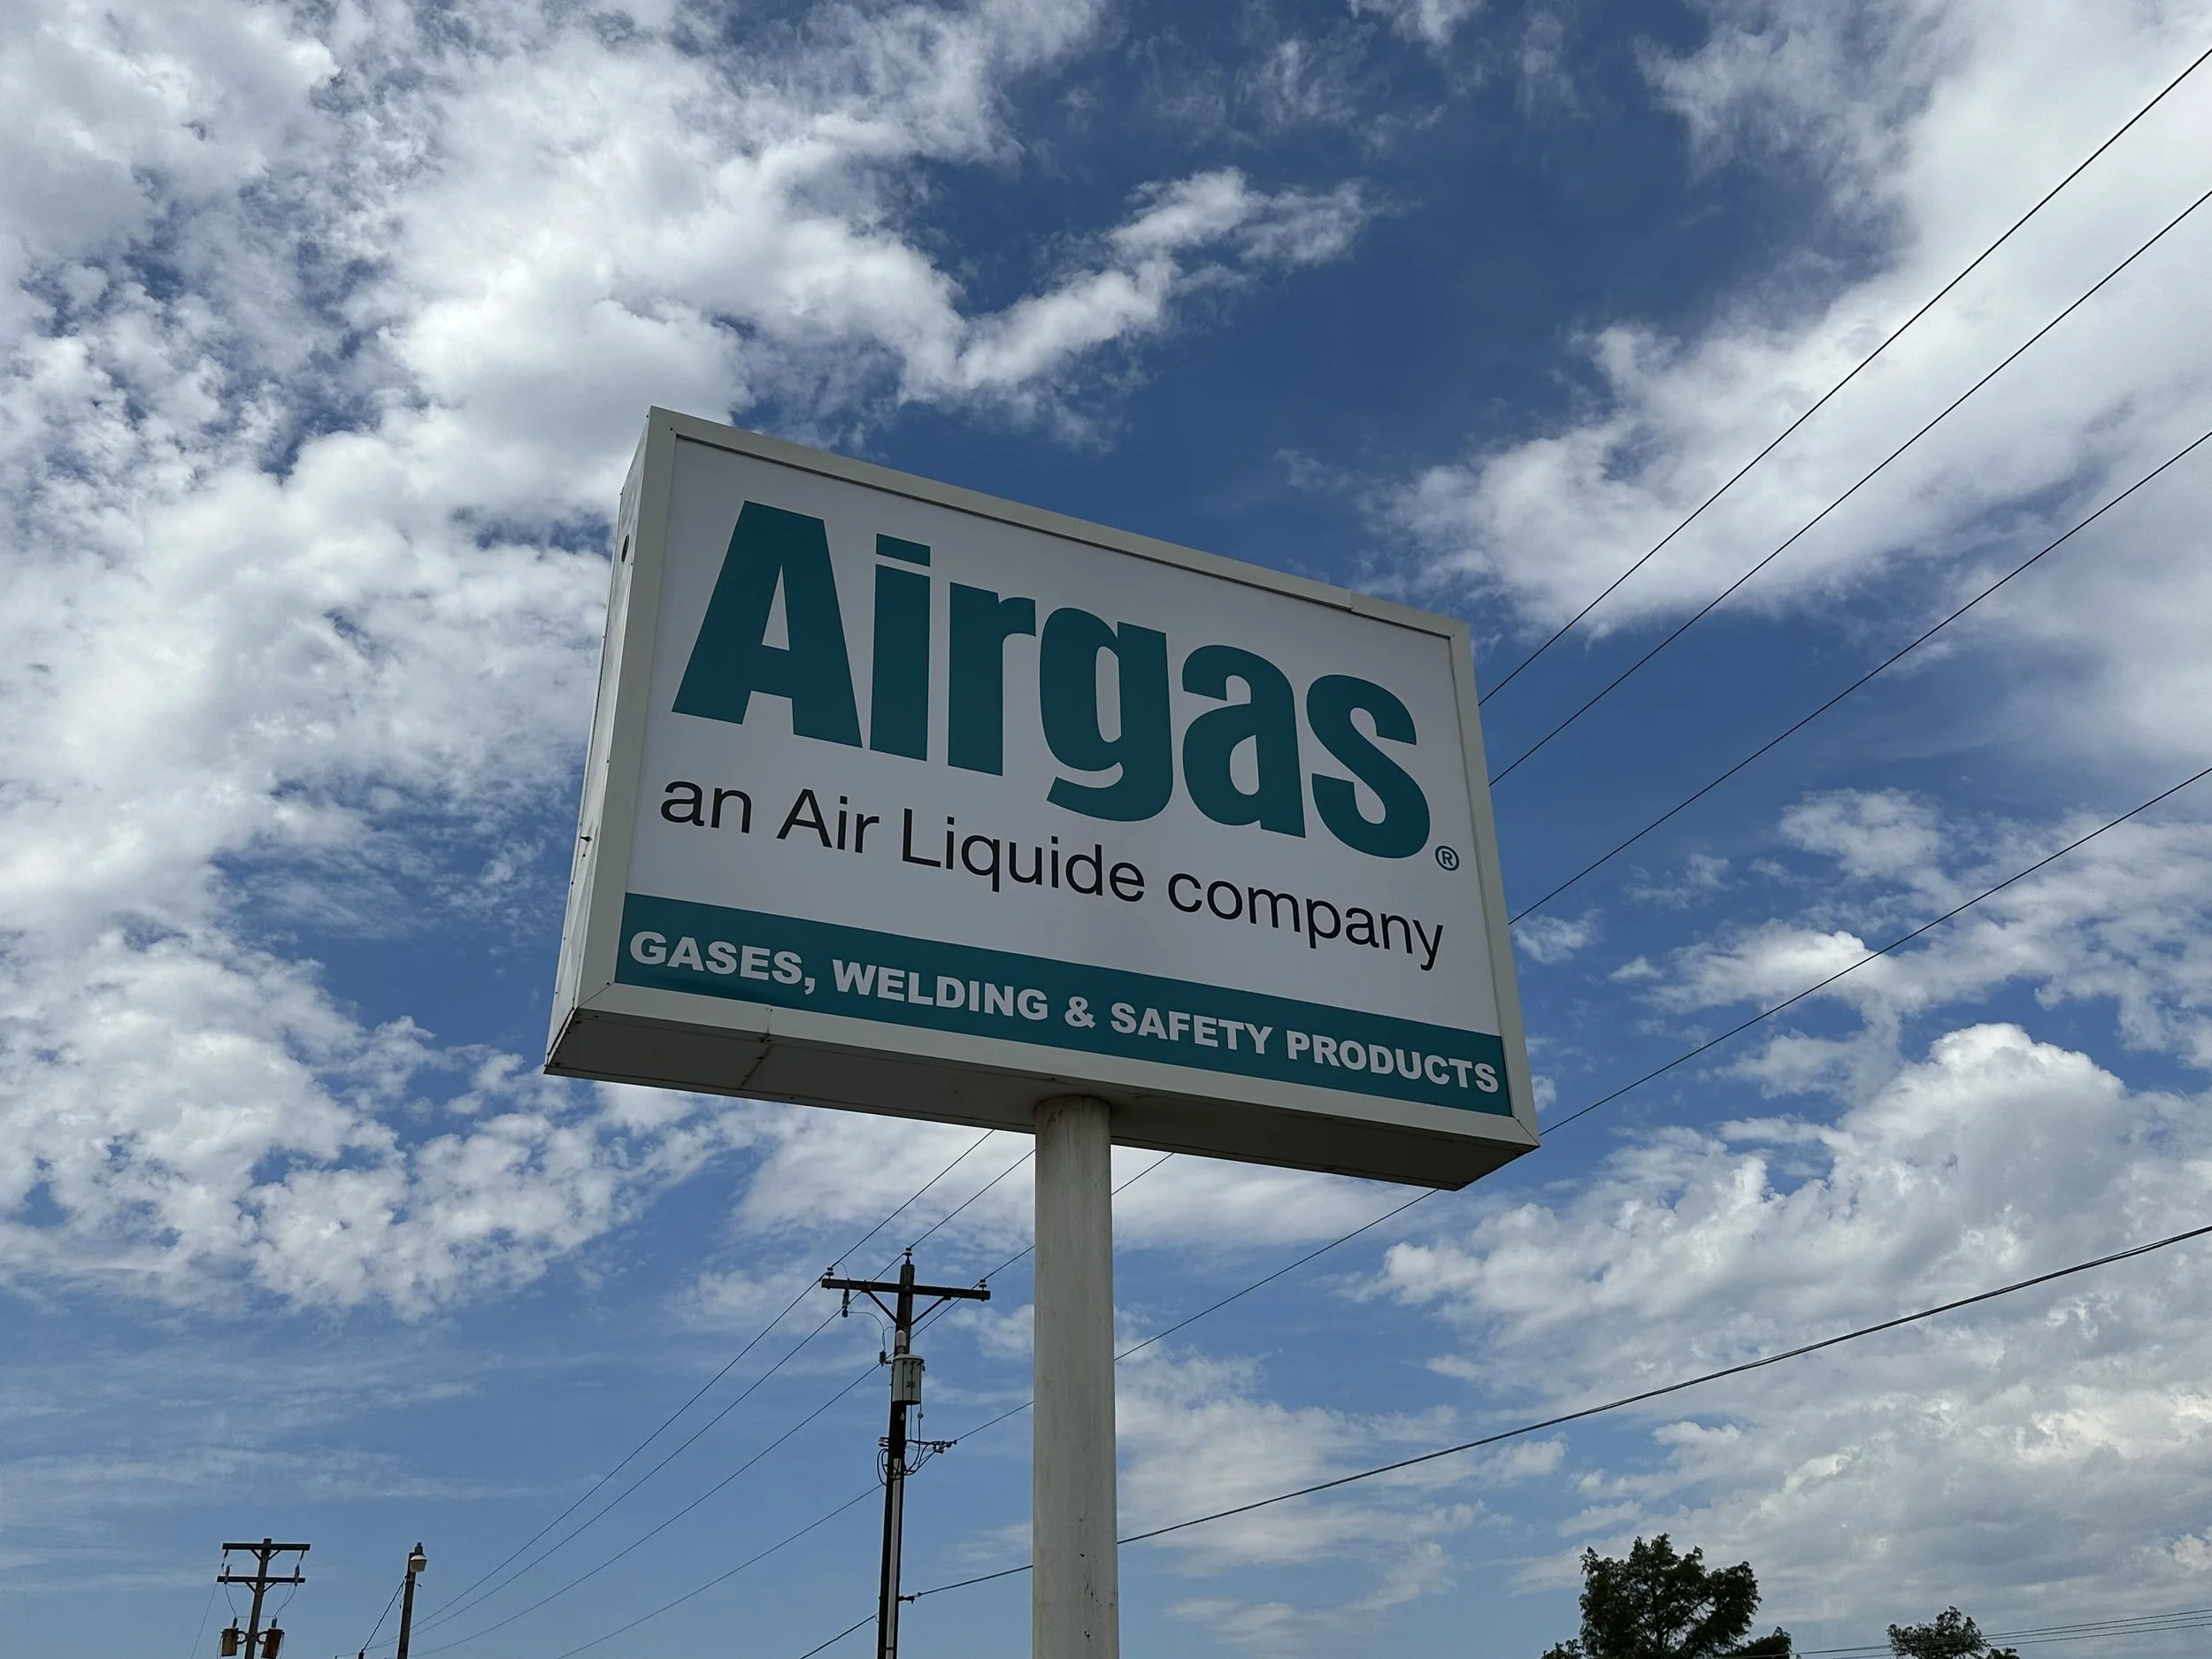 Airgas®
an Air Liquide company
GASES, WELDING & SAFETY PRODUCTS